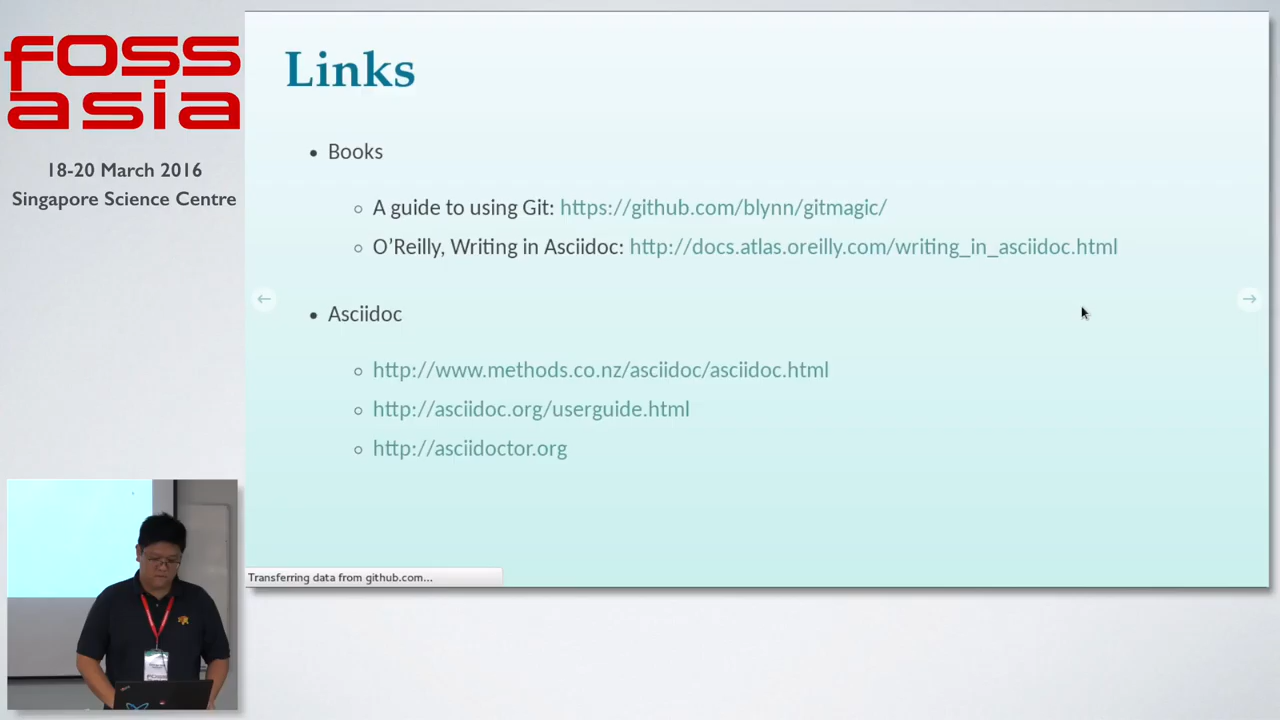 foss
asia
18-20 March 2016
Singapore Science Centre
Links
Books
A guide to using Git: https://github.com/blynn/gitmagic/
O’Reilly, Writing in Asciidoc: http://docs.atlas.oreilly.com/writing_in_asciidoc.html
Asciidoc
http://www.methods.co.nz/asciidoc/asciidoc.html
http://asciidoc.org/userguide.html
http://asciidoctor.org
Transferring data from github.com...